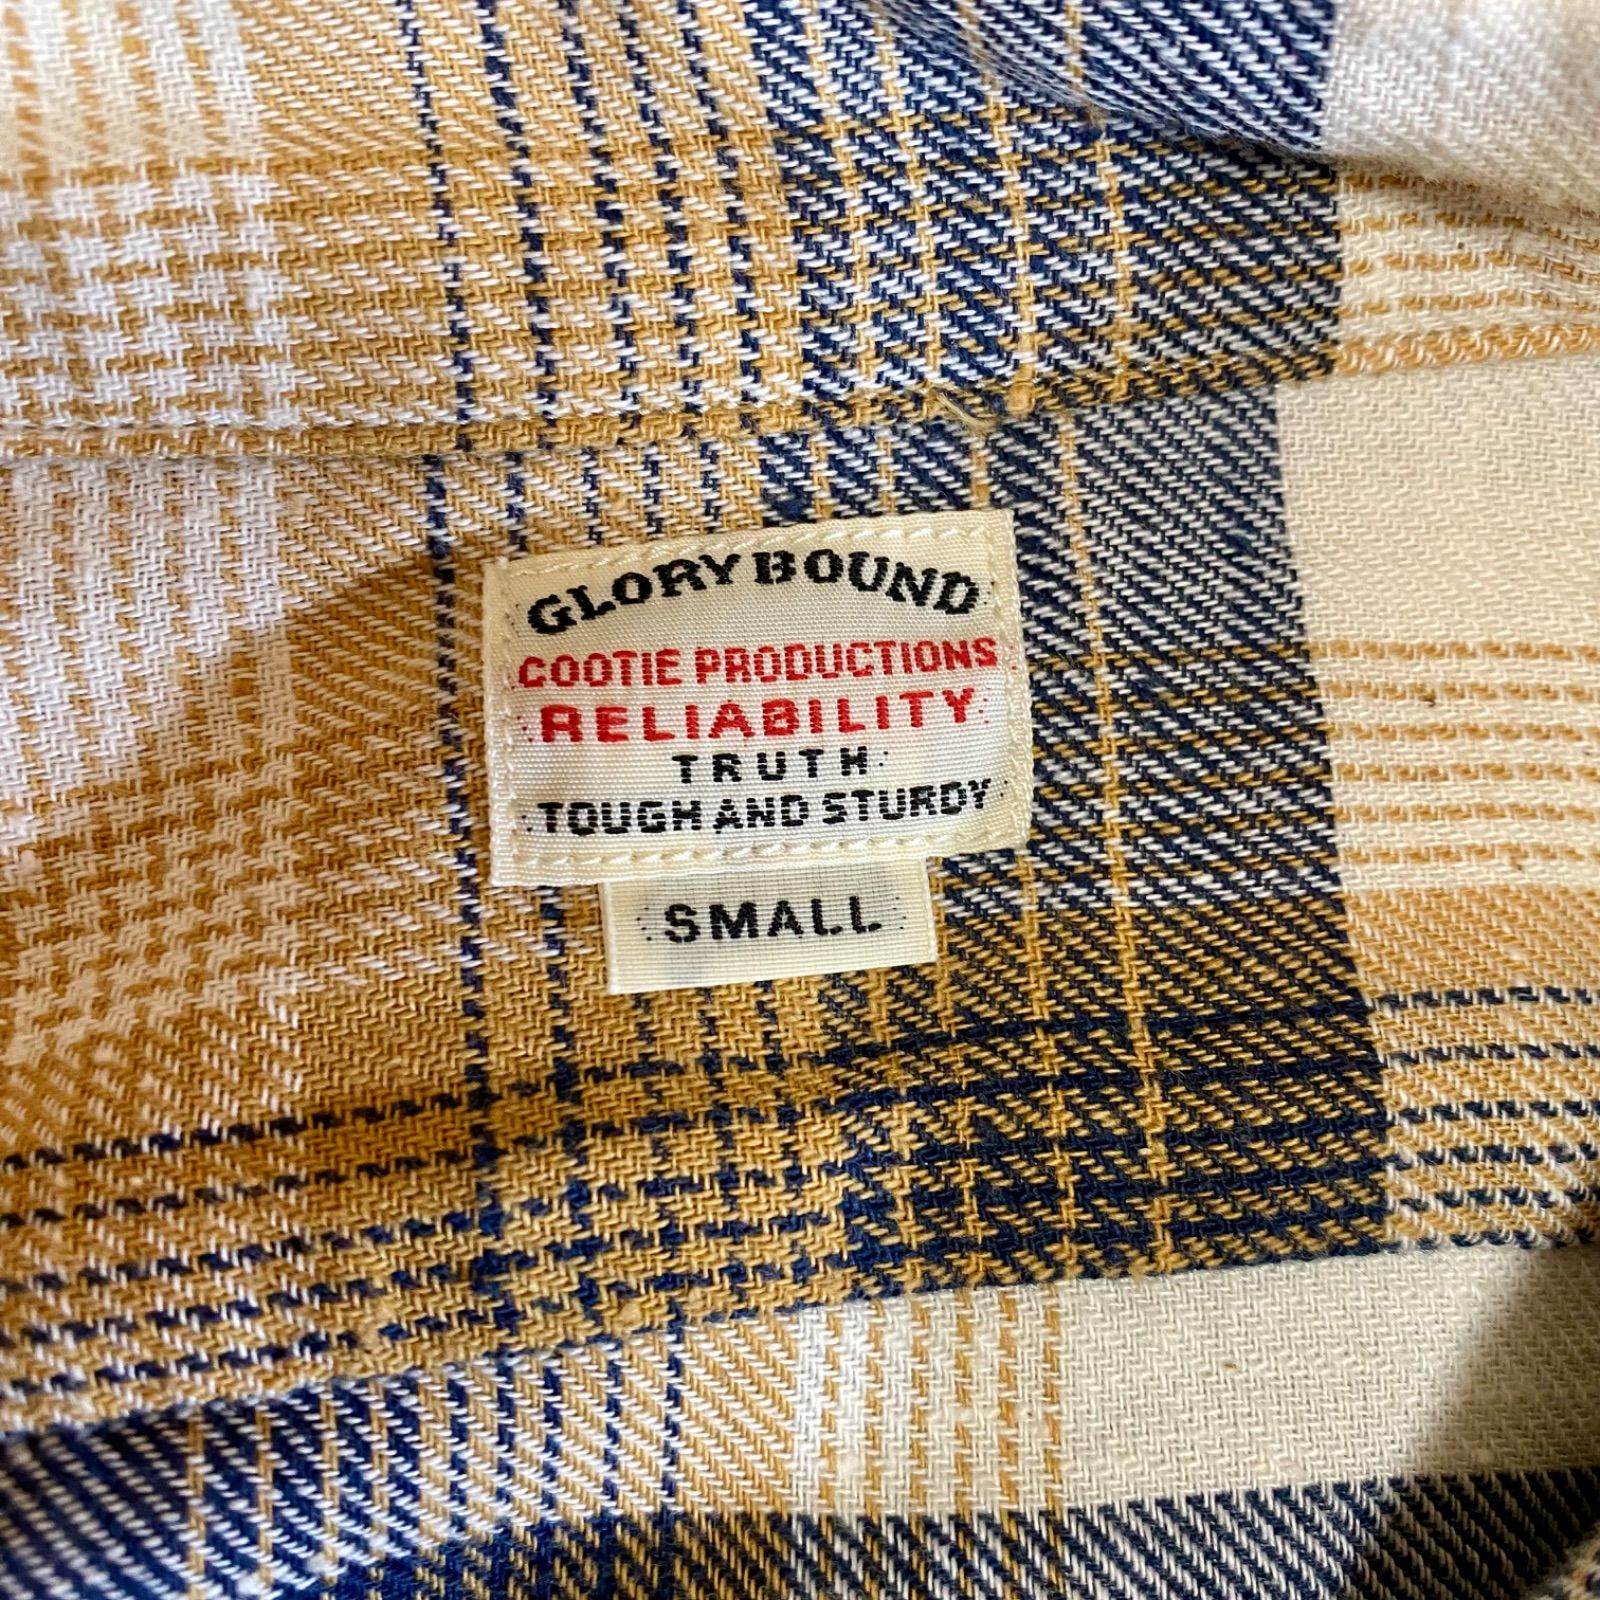 GLORY BOUND
COOTIE PRODUCTIONS
RELIABILITY
TRUTH
TOUGH AND STURDY
SMALL